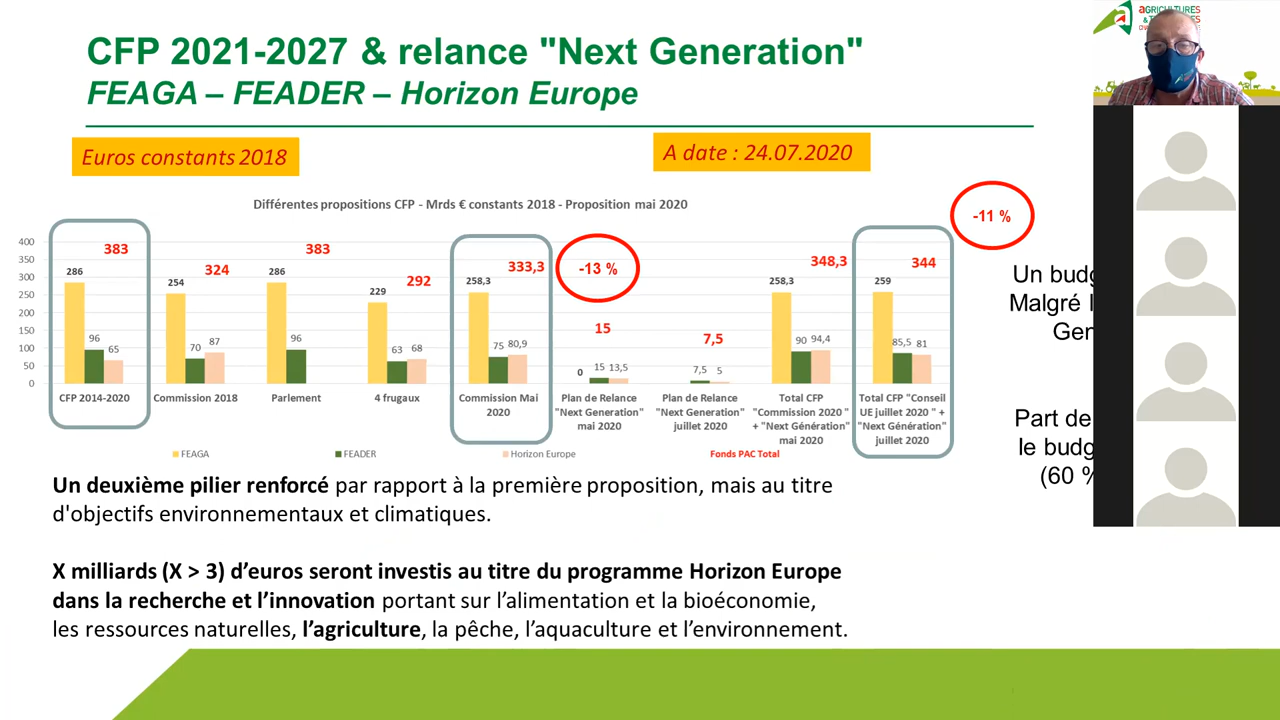 CFP 2021-2027 & relance "Next Generation"
FEAGA – FEADER – Horizon Europe
Euros constants 2018
A date : 24.07.2020
Différentes propositions CFP - Mrds € constants 2018 - Proposition mai 2020
-11 %
-13 %
400
350
300
250
200
150
100
50
0
383
286
96
65
324
254
70
87
383
286
96
292
229
63
68
333,3
258,3
75
80,9
15
0
15
13,5
7,5
7,5
5
348,3
258,3
90
94,4
344
259
85,5
81
CFP 2014-2020
Commission 2018
Parlement
4 frugaux
Commission Mai
2020
Plan de Relance
"Next Generation"
mai 2020
Plan de Relance
"Next Generation"
juillet 2020
Total CFP
"Commission 2020 "
+ "Next Génération"
mai 2020
Total CFP "Conseil
UE juillet 2020 " +
"Next Génération"
juillet 2020
FEAGA
FEADER
Horizon Europe
Fonds PAC Total
Un deuxième pilier renforcé par rapport à la première proposition, mais au titre
d'objectifs environnementaux et climatiques.
X milliards (X > 3) d’euros seront investis au titre du programme Horizon Europe
dans la recherche et l’innovation portant sur l’alimentation et la bioéconomie,
les ressources naturelles, l’agriculture, la pêche, l’aquaculture et l’environnement.
Un
Malgré
Part de
le
(60